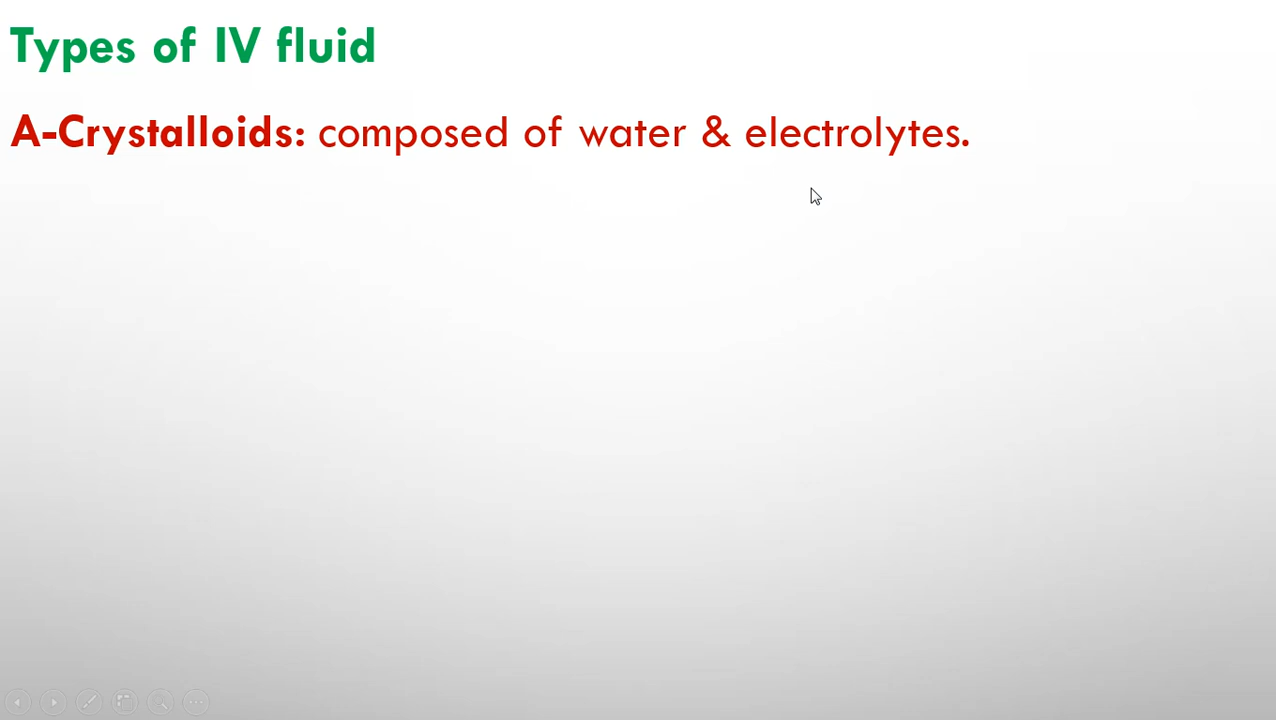 Types of IV fluid
A-Crystalloids: composed of water & electrolytes.